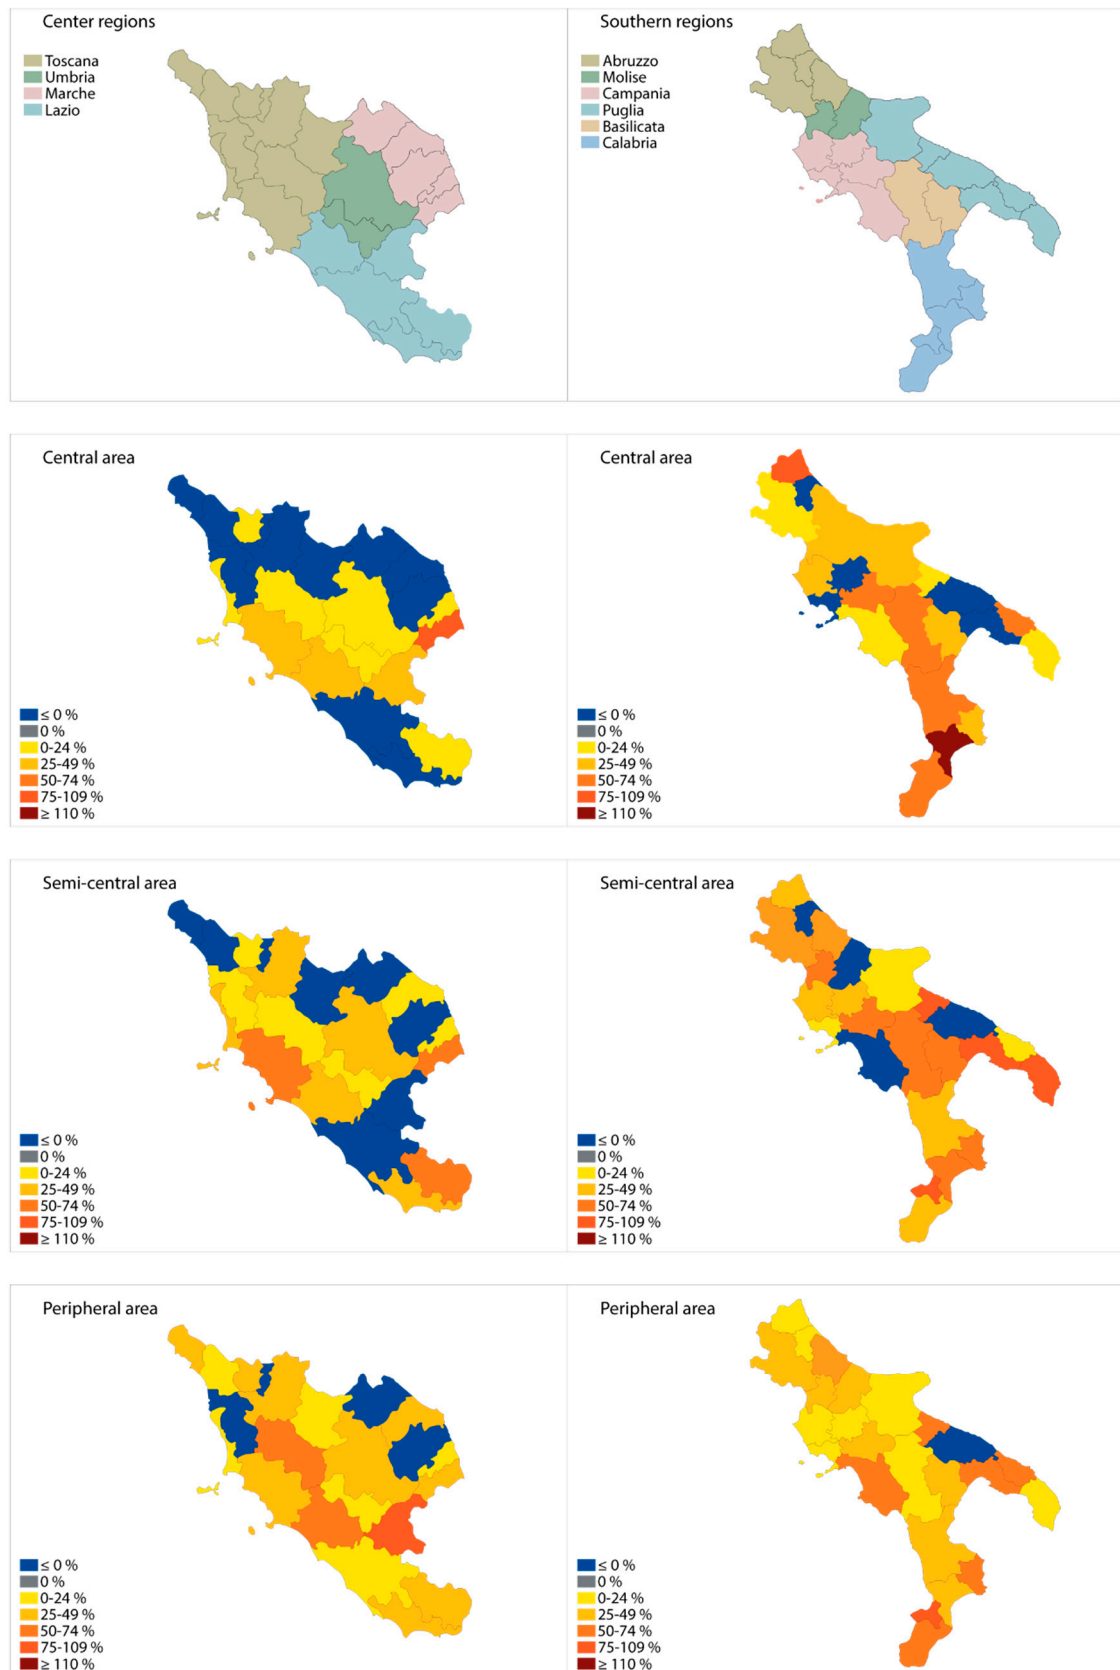 Center regions
Toscana
Umbria
Marche
Lazio
Southern regions
Abruzzo
Molise
Campania
Puglia
Basilicata
Calabria
Central area
≤ 0 %
0 %
0-24 %
25-49 %
50-74 %
75-109 %
≥ 110 %
Central area
≤ 0 %
0 %
0-24 %
25-49 %
50-74 %
75-109 %
≥ 110 %
Semi-central area
≤ 0 %
0 %
0-24 %
25-49 %
50-74 %
75-109 %
≥ 110 %
Semi-central area
≤ 0 %
0 %
0-24 %
25-49 %
50-74 %
75-109 %
≥ 110 %
Peripheral area
≤ 0 %
0 %
0-24 %
25-49 %
50-74 %
75-109 %
≥ 110 %
Peripheral area
≤ 0 %
0 %
0-24 %
25-49 %
50-74 %
75-109 %
≥ 110 %